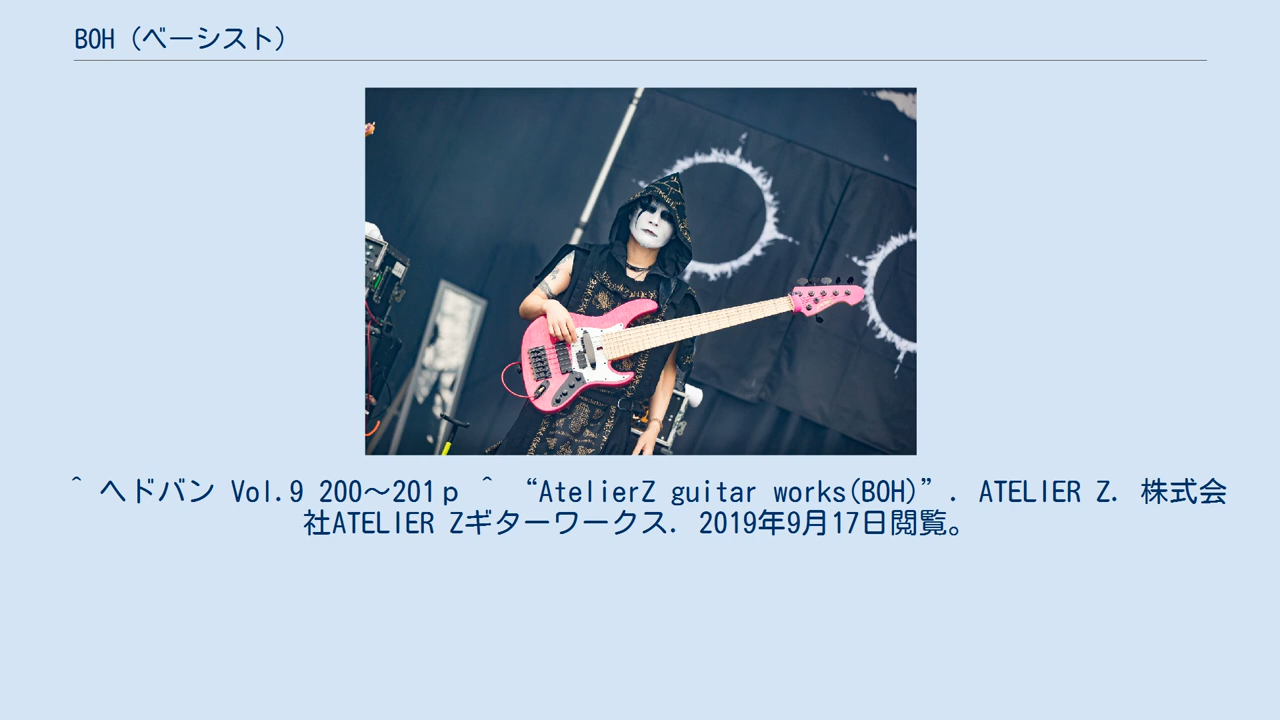 BOH（ベーシスト）
^ ヘドバン Vol.9 200〜201ｐ ^ “AtelierZ guitar works(BOH)”. ATELIER Z. 株式会
社ATELIER Zギターワークス. 2019年9月17日閲覧。